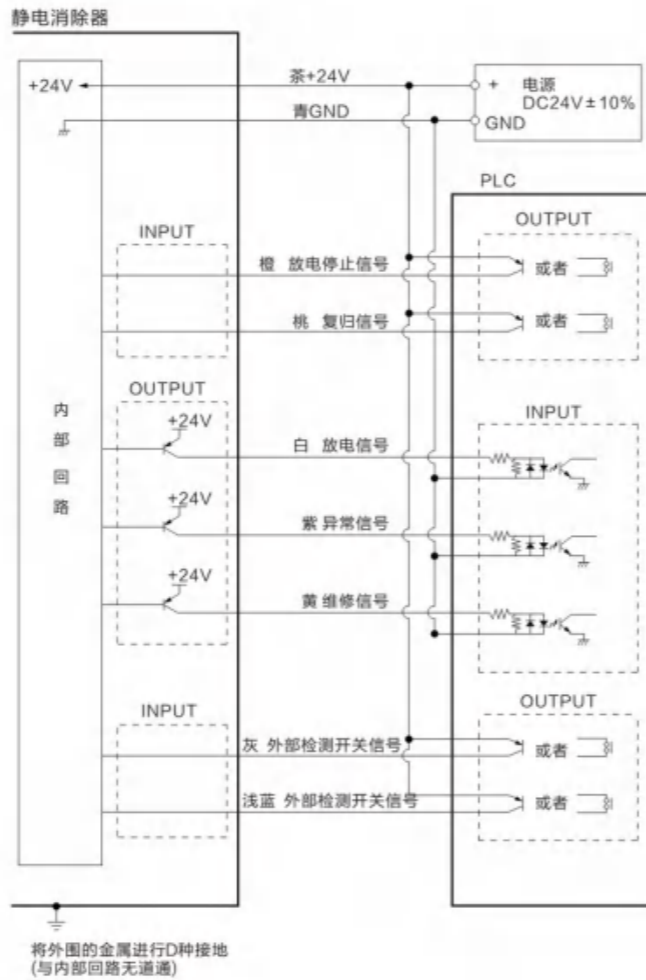 静电消除器
+24V
茶+24V
+ 电源
DC24V±10%
青GND
GND
PLC
INPUT
OUTPUT
橙 放电停止信号
或者
桃 复归信号
或者
内部回路
OUTPUT
INPUT
+24V
白 放电信号
+24V
紫 异常信号
+24V
黄 维修信号
INPUT
OUTPUT
灰 外部检测开关信号
或者
浅蓝 外部检测开关信号
或者
将外围的金属进行D种接地
(与内部回路无道通)